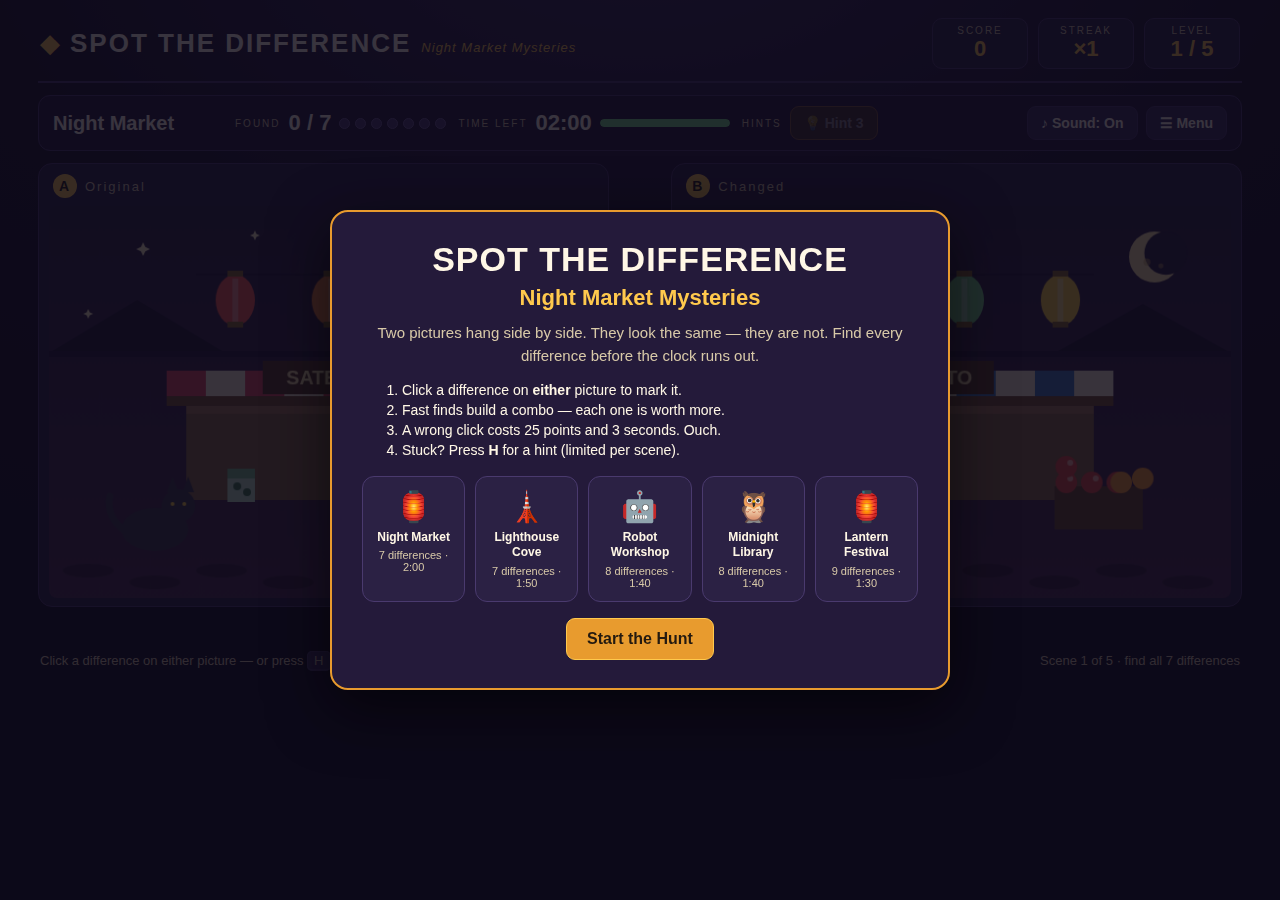 ◆ SPOT THE DIFFERENCE Night Market Mysteries
SCORE
0
STREAK
×1
LEVEL
1 / 5
Night Market
FOUND 0 / 7
TIME LEFT 02:00
HINTS
Hint 3
♪ Sound: On
☰ Menu
A Original
B Changed
SPOT THE DIFFERENCE
Night Market Mysteries
Two pictures hang side by side. They look the same — they are not. Find every
difference before the clock runs out.
1. Click a difference on either picture to mark it.
2. Fast finds build a combo — each one is worth more.
3. A wrong click costs 25 points and 3 seconds. Ouch.
4. Stuck? Press H for a hint (limited per scene).
Night Market
7 differences ·
2:00
Lighthouse
Cove
7 differences ·
1:50
Robot
Workshop
8 differences ·
1:40
Midnight
Library
8 differences ·
1:40
Lantern
Festival
9 differences ·
1:30
Start the Hunt
Click a difference on either picture — or press H
Scene 1 of 5 · find all 7 differences